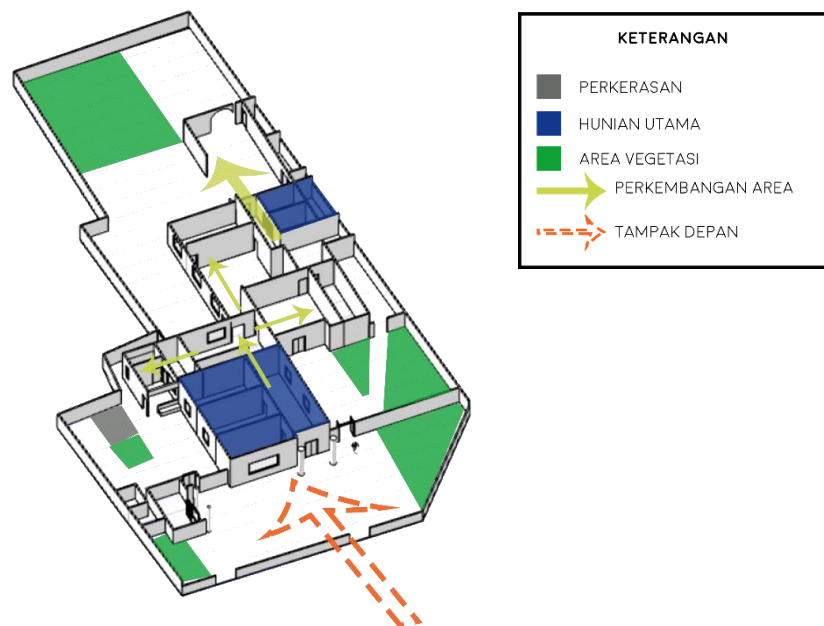 KETERANGAN
PERKERASAN
HUNIAN UTAMA
AREA VEGETASI
PERKEMBANGAN AREA
TAMPAK DEPAN